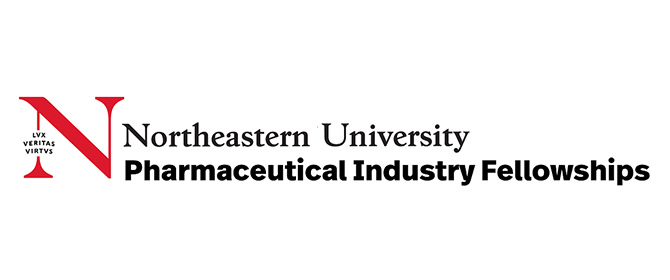 N
LVX
VERITAS
VIRTVS
Northeastern University
Pharmaceutical Industry Fellowships